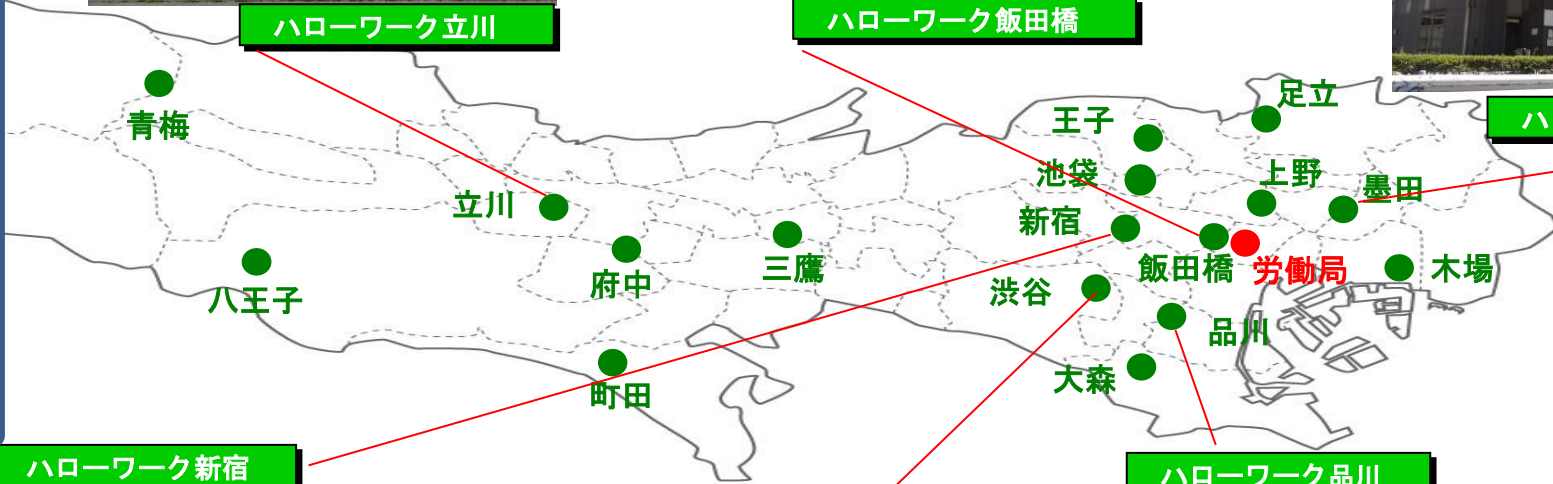 ハローワーク立川
ハローワーク飯田橋
ハ
足立
王子
青梅
池袋
上野
墨田
立川
新宿
飯田橋
労働局
木場
三鷹
府中
渋谷
八王子
品川
大森
町田
ハローワーク新宿
ハローワーク品川